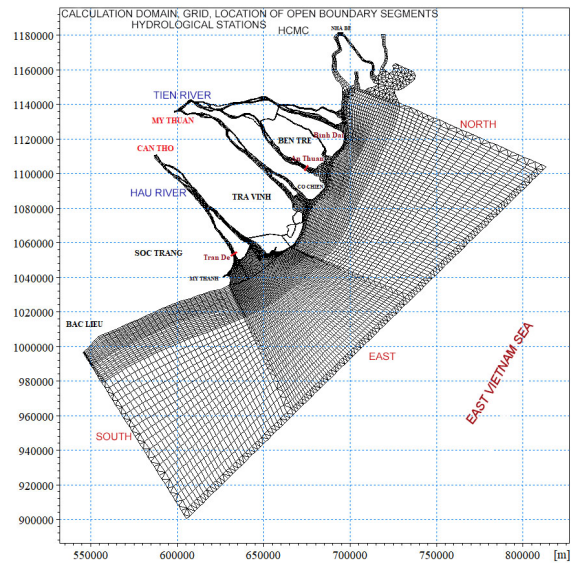 CALCULATION DOMAIN, GRID, LOCATION OF OPEN BOUNDARY SEGMENTS
HYDROLOGICAL STATIONS
HCMC
NHA BE
1180000
1160000
TIEN RIVER
1140000
MY THUAN
NORTH
Binh Dai
1120000
BEN TRE
CAN THO
An Thuan
1100000
CO CHIEN
HAU RIVER
TRA VINH
1080000
1060000
SOC TRANG
Tran De
1040000
MY THANH
1020000
BAC LIEU
1000000
EAST
EAST VIETNAM SEA
980000
960000
SOUTH
940000
920000
900000
550000 600000 650000 700000 750000 800000 [m]